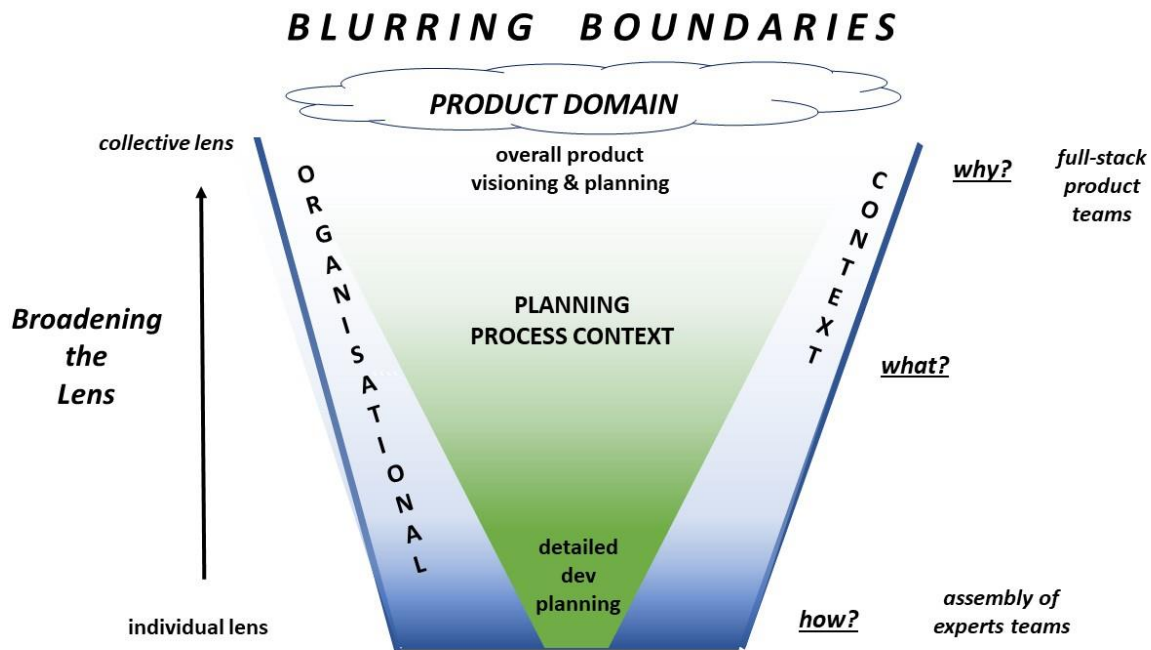 BLURRING BOUNDARIES
PRODUCT DOMAIN
collective lens
overall product
visioning & planning
why?
full-stack
product
teams
ORGANISATIONAL
CONTEXT
Broadening
the
Lens
PLANNING
PROCESS CONTEXT
what?
detailed
dev
planning
individual lens
how?
assembly of
experts teams